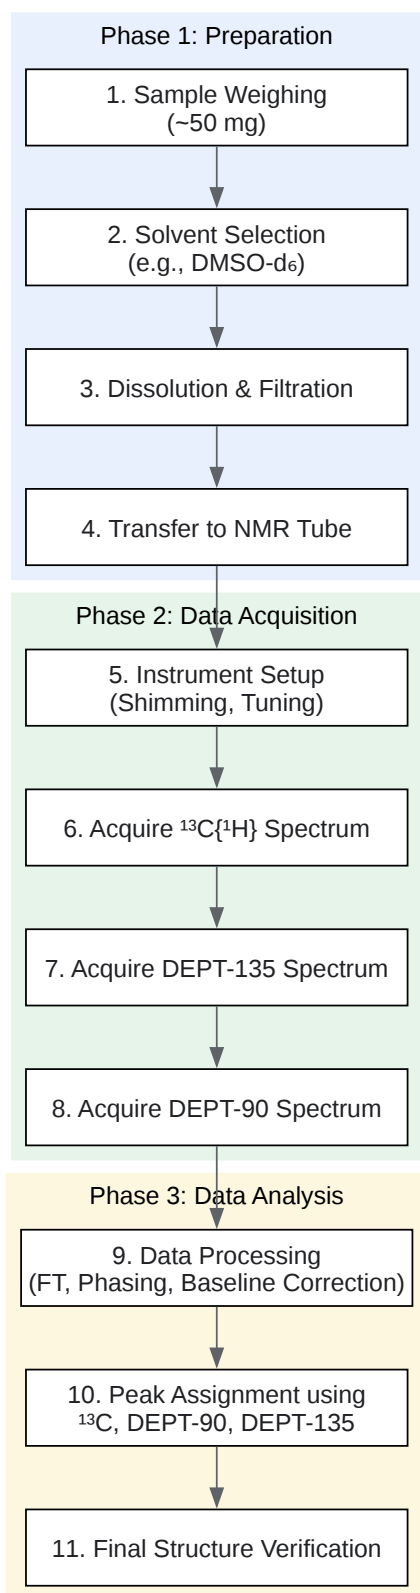 Phase 1: Preparation
1. Sample Weighing
(~50 mg)
2. Solvent Selection
(e.g., DMSO-d₆)
3. Dissolution & Filtration
4. Transfer to NMR Tube
Phase 2: Data Acquisition
5. Instrument Setup
(Shimming, Tuning)
6. Acquire ¹³C{¹H} Spectrum
7. Acquire DEPT-135 Spectrum
8. Acquire DEPT-90 Spectrum
Phase 3: Data Analysis
9. Data Processing
(FT, Phasing, Baseline Correction)
10. Peak Assignment using
¹³C, DEPT-90, DEPT-135
11. Final Structure Verification